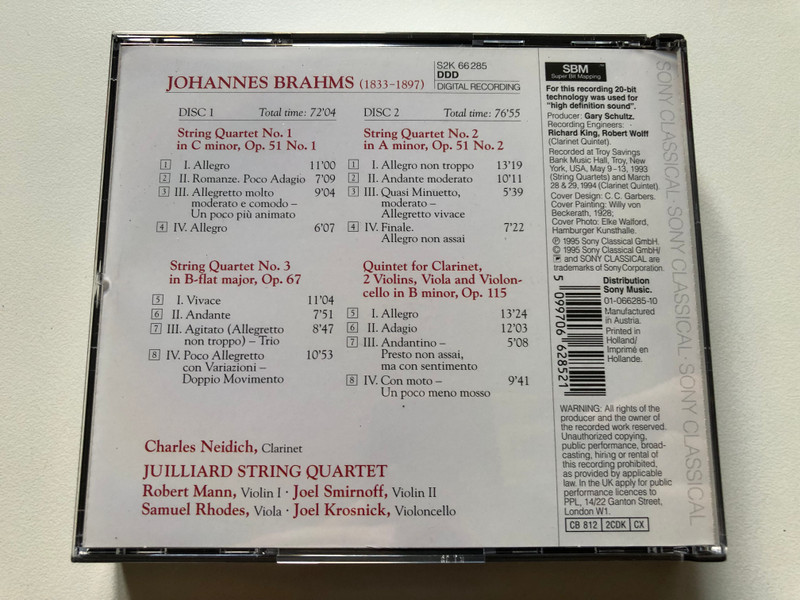 JOHANNES BRAHMS (1833-1897)
S2K 66285
DDD
DIGITAL RECORDING
DISC 1 Total time: 72'04
String Quartet No. 1
in C minor, Op. 51 No. 1
1 I. Allegro 11'00
2 II. Romanze. Poco Adagio 7'09
3 III. Allegretto molto 9'04
moderato e comodo –
Un poco più animato
4 IV. Allegro 6'07
String Quartet No. 3
in B-flat major, Op. 67
5 I. Vivace 11'04
6 II. Andante 7'51
7 III. Agitato (Allegretto 8'47
non troppo) – Trio
8 IV. Poco Allegretto 10'53
con Variazioni –
Doppio Movimento
DISC 2 Total time: 76'55
String Quartet No. 2
in A minor, Op. 51 No. 2
1 I. Allegro non troppo 13'19
2 II. Andante moderato 10'11
3 III. Quasi Minuetto, 5'39
moderato –
Allegretto vivace
4 IV. Finale. 7'22
Allegro non assai
Quintet for Clarinet,
2 Violins, Viola and Violon-
cello in B minor, Op. 115
5 I. Allegro 13'24
6 II. Adagio 12'03
7 III. Andantino – 5'08
Presto non assai,
ma con sentimento
8 IV. Con moto – 9'41
Un poco meno mosso
Charles Neidich, Clarinet
JUILLIARD STRING QUARTET
Robert Mann, Violin I · Joel Smirnoff, Violin II
Samuel Rhodes, Viola · Joel Krosnick, Violoncello
SBM
Super Bit Mapping
For this recording 20-bit
technology was used for
"high definition sound".
Producer: Gary Schultz.
Recording Engineers:
Richard King, Robert Wolff
(Clarinet Quintet).
Recorded at Troy Savings
Bank Music Hall, Troy, New
York, USA, May 9–13, 1993
(String Quartets) and March
28 & 29, 1994 (Clarinet Quintet).
Cover Design: C. C. Garbers.
Cover Painting: Willy von
Beckerath, 1928;
Cover Photo: Elke Walford,
Hamburger Kunsthalle.
℗ 1995 Sony Classical GmbH.
© 1995 Sony Classical GmbH/
and SONY CLASSICAL are
trademarks of Sony Corporation.
5 099706 628521
Distribution
Sony Music.
01-066285-10
Manufactured
in Austria.
Printed in
Holland/
Imprimé en
Hollande.
WARNING: All rights of the
producer and the owner of
the recorded work reserved.
Unauthorized copying,
public performance, broad-
casting, hiring or rental of
this recording prohibited,
as provided by applicable
law. In the UK apply for public
performance licences to
PPL, 14/22 Ganton Street,
London W1.
CB 812 2CDK CX
SONY CLASSICAL · SONY CLASSICAL · SONY CLASSICAL